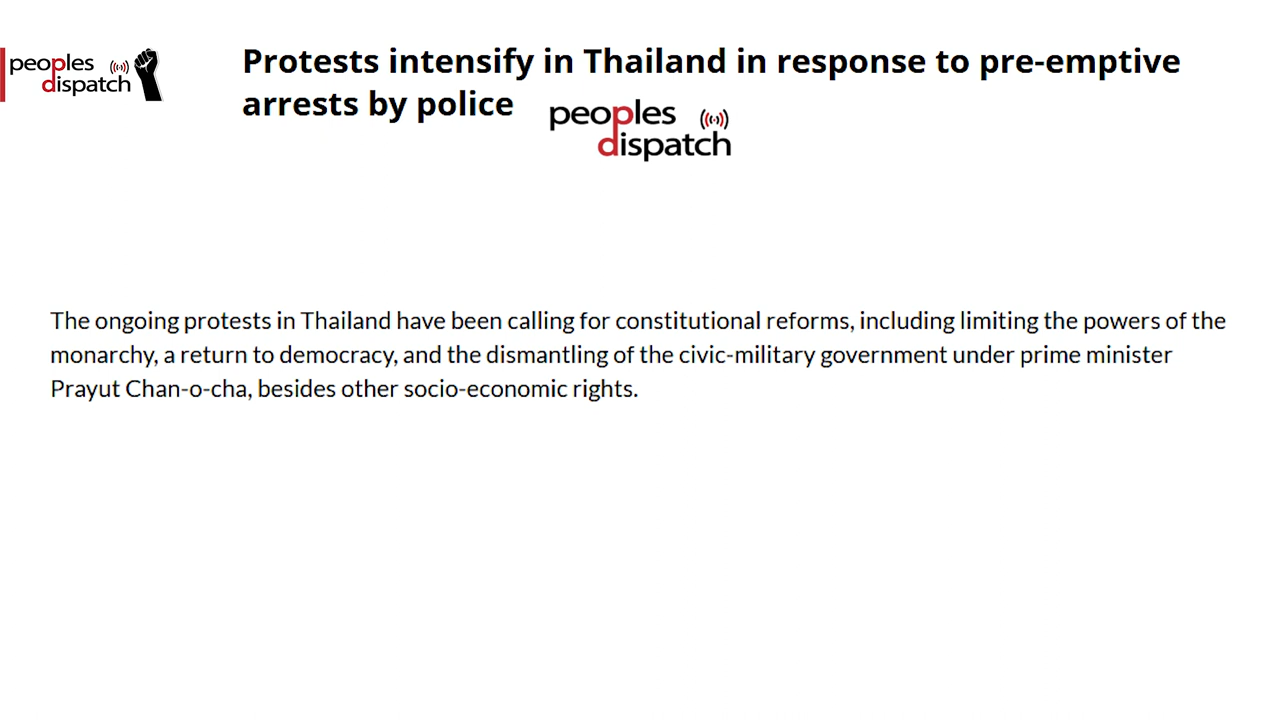 peoples
dispatch
Protests intensify in Thailand in response to pre-emptive
arrests by police
peoples
dispatch
The ongoing protests in Thailand have been calling for constitutional reforms, including limiting the powers of the
monarchy, a return to democracy, and the dismantling of the civic-military government under prime minister
Prayut Chan-o-cha, besides other socio-economic rights.